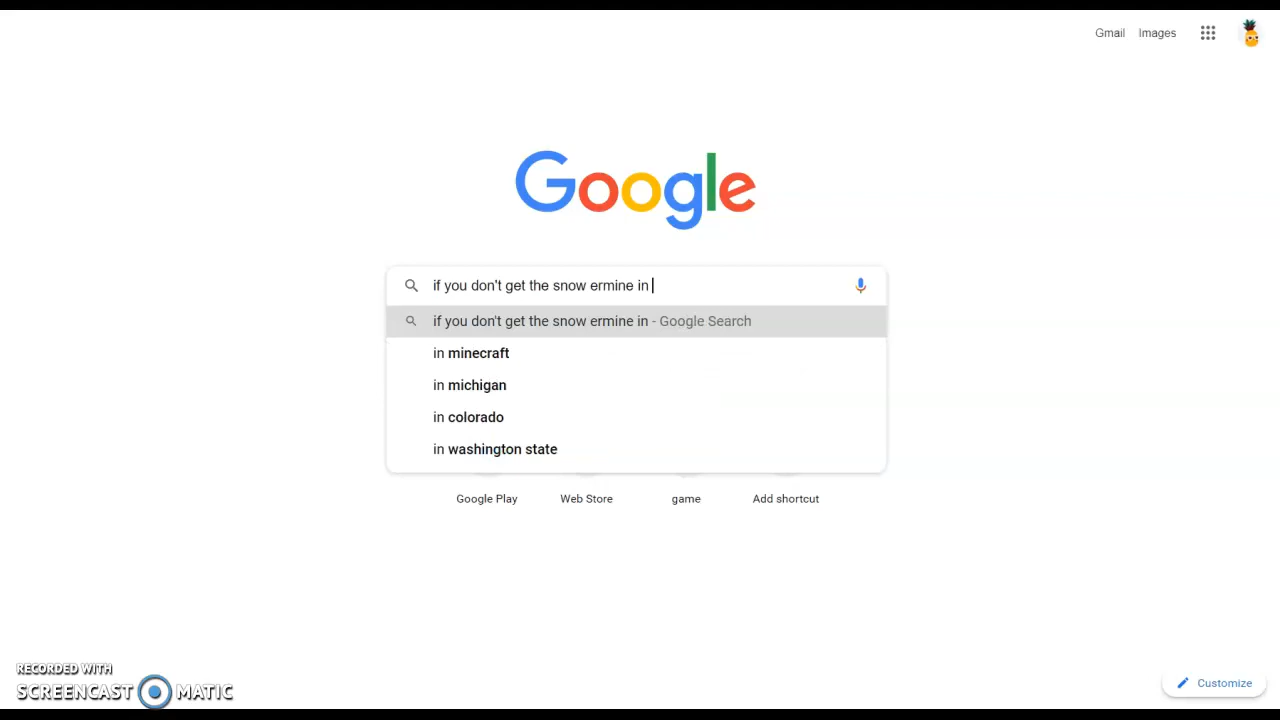 Gmail Images
Google
if you don't get the snow ermine in
if you don't get the snow ermine in - Google Search
in minecraft
in michigan
in colorado
in washington state
Google Play Web Store game Add shortcut
RECORDED WITH
SCREENCAST MATIC
Customize